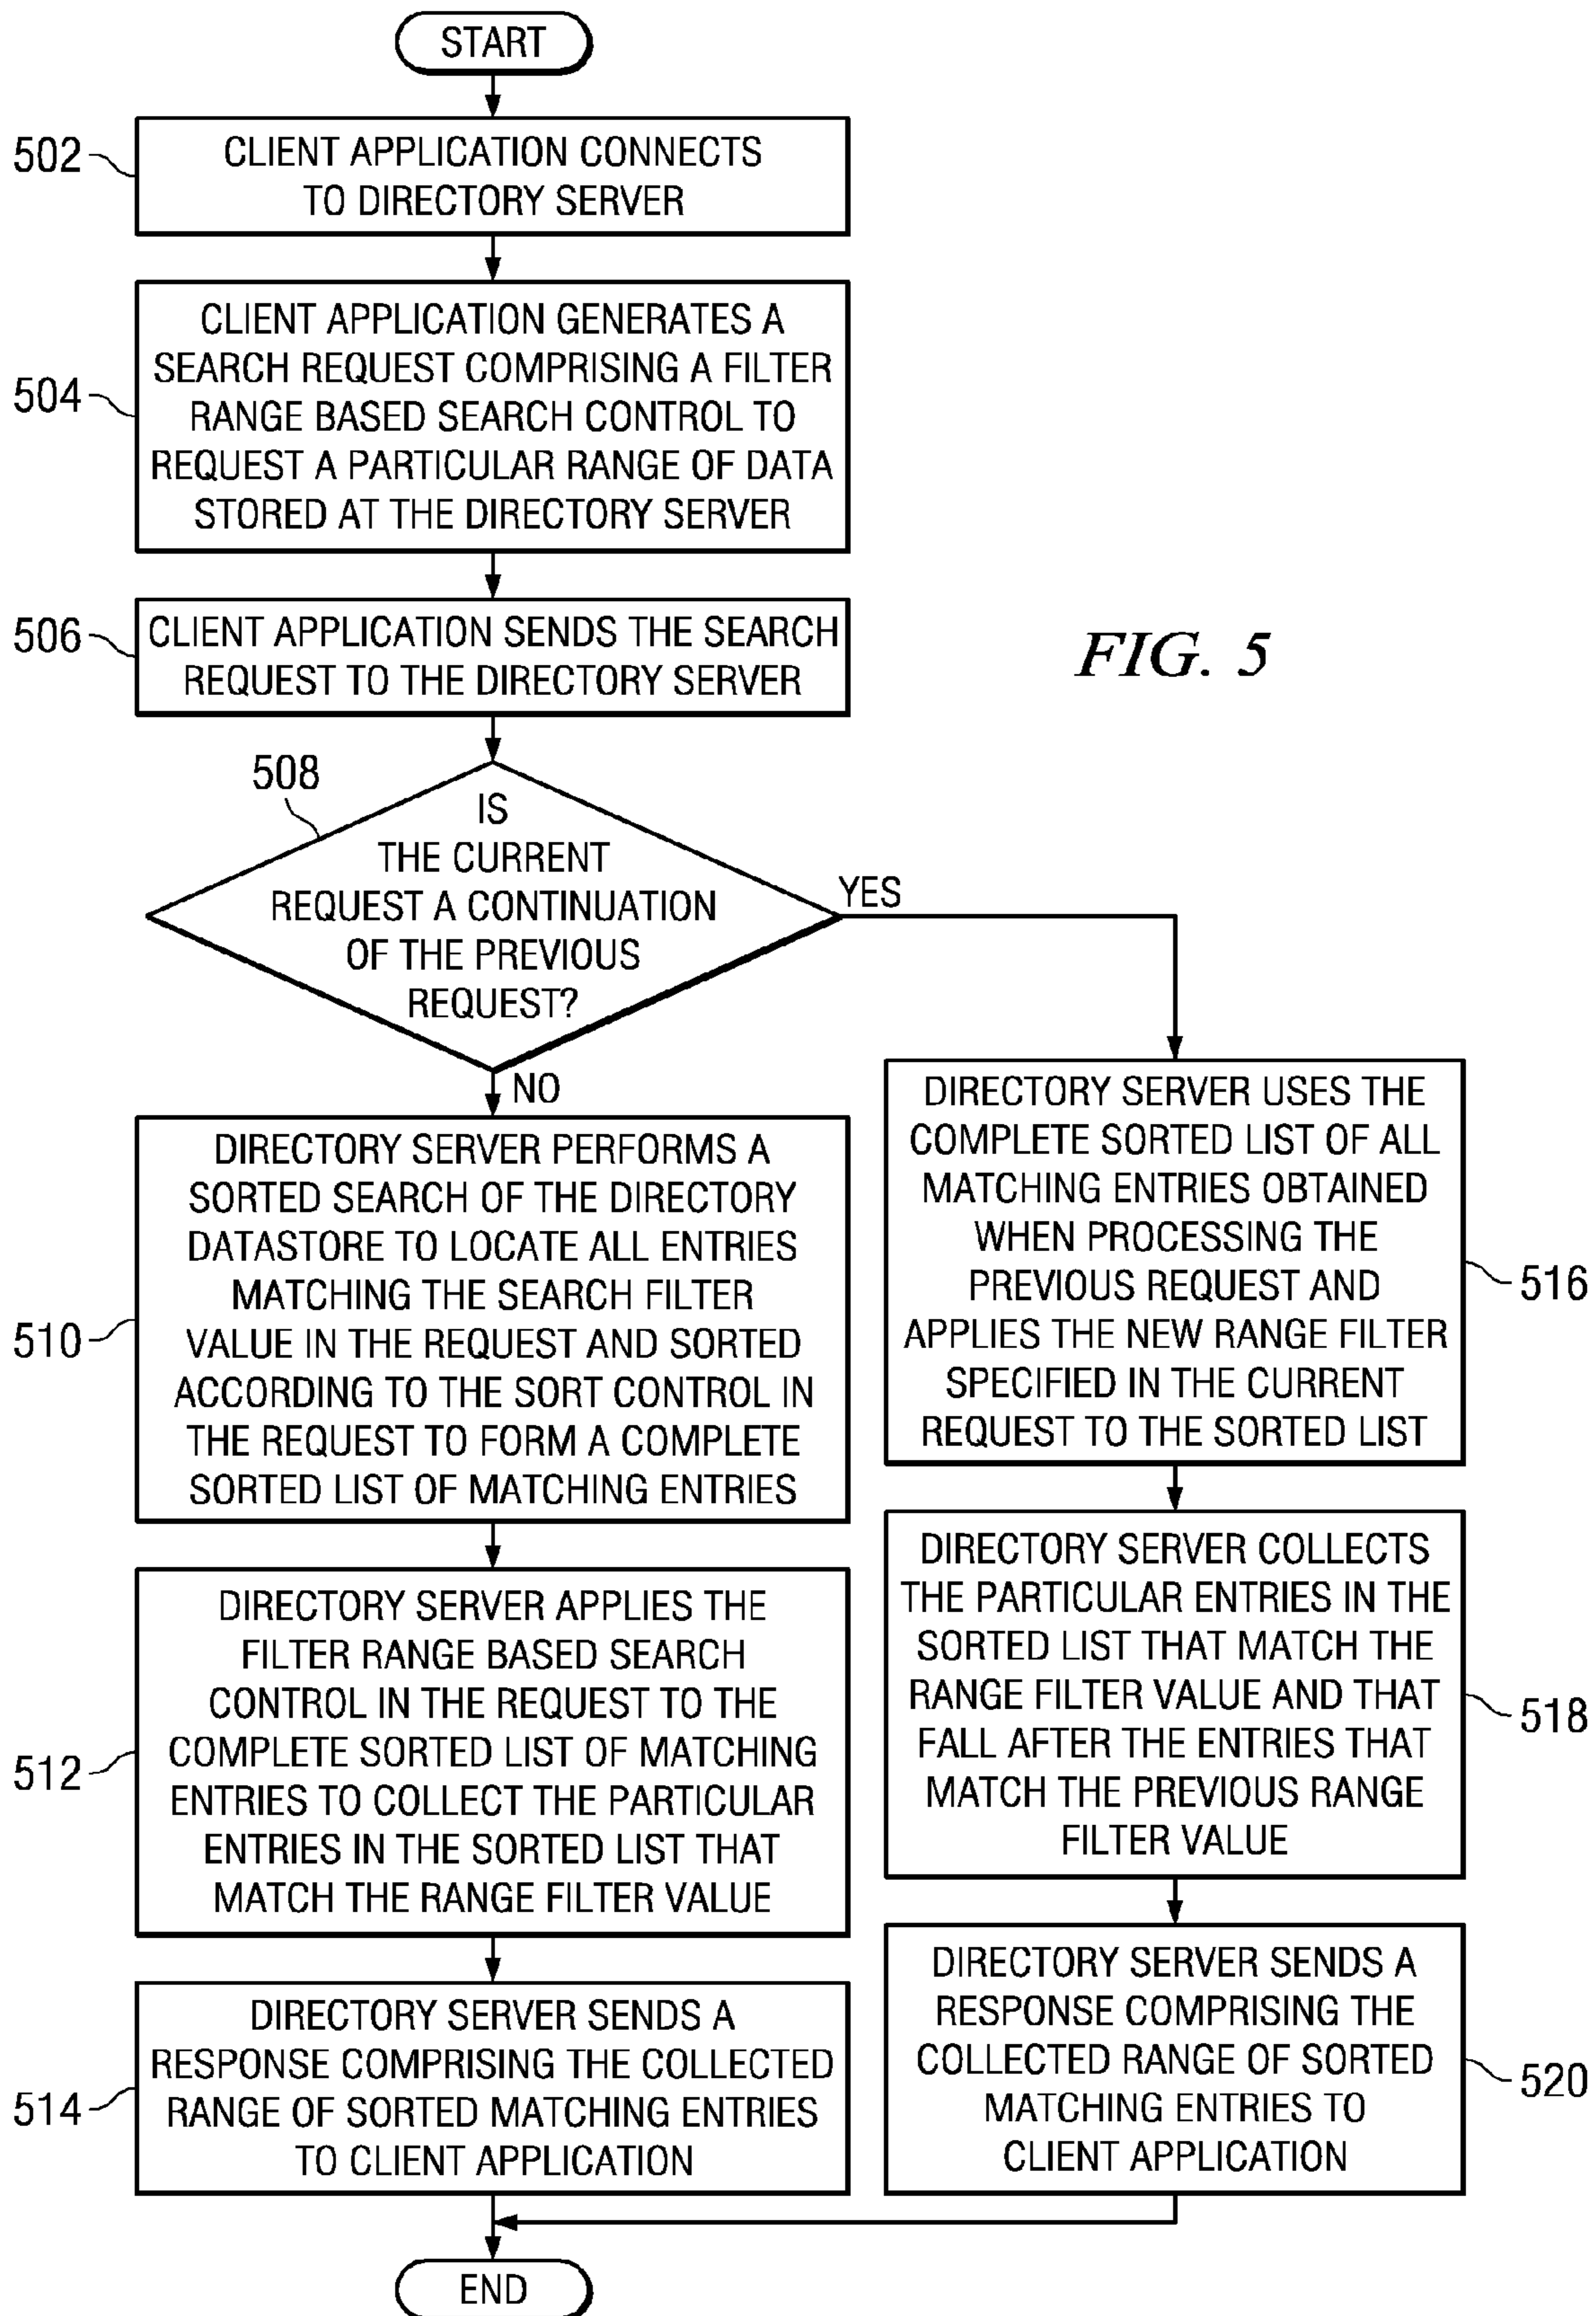 START
502
CLIENT APPLICATION CONNECTS
TO DIRECTORY SERVER
504
CLIENT APPLICATION GENERATES A
SEARCH REQUEST COMPRISING A FILTER
RANGE BASED SEARCH CONTROL TO
REQUEST A PARTICULAR RANGE OF DATA
STORED AT THE DIRECTORY SERVER
506
CLIENT APPLICATION SENDS THE SEARCH
REQUEST TO THE DIRECTORY SERVER
FIG. 5
508
IS
THE CURRENT
REQUEST A CONTINUATION
OF THE PREVIOUS
REQUEST?
YES
NO
510
DIRECTORY SERVER PERFORMS A
SORTED SEARCH OF THE DIRECTORY
DATASTORE TO LOCATE ALL ENTRIES
MATCHING THE SEARCH FILTER
VALUE IN THE REQUEST AND SORTED
ACCORDING TO THE SORT CONTROL IN
THE REQUEST TO FORM A COMPLETE
SORTED LIST OF MATCHING ENTRIES
512
DIRECTORY SERVER APPLIES THE
FILTER RANGE BASED SEARCH
CONTROL IN THE REQUEST TO THE
COMPLETE SORTED LIST OF MATCHING
ENTRIES TO COLLECT THE PARTICULAR
ENTRIES IN THE SORTED LIST THAT
MATCH THE RANGE FILTER VALUE
514
DIRECTORY SERVER SENDS A
RESPONSE COMPRISING THE COLLECTED
RANGE OF SORTED MATCHING ENTRIES
TO CLIENT APPLICATION
DIRECTORY SERVER USES THE
COMPLETE SORTED LIST OF ALL
MATCHING ENTRIES OBTAINED
WHEN PROCESSING THE
PREVIOUS REQUEST AND
APPLIES THE NEW RANGE FILTER
SPECIFIED IN THE CURRENT
REQUEST TO THE SORTED LIST
516
DIRECTORY SERVER COLLECTS
THE PARTICULAR ENTRIES IN THE
SORTED LIST THAT MATCH THE
RANGE FILTER VALUE AND THAT
FALL AFTER THE ENTRIES THAT
MATCH THE PREVIOUS RANGE
FILTER VALUE
518
DIRECTORY SERVER SENDS A
RESPONSE COMPRISING THE
COLLECTED RANGE OF SORTED
MATCHING ENTRIES TO
CLIENT APPLICATION
520
END